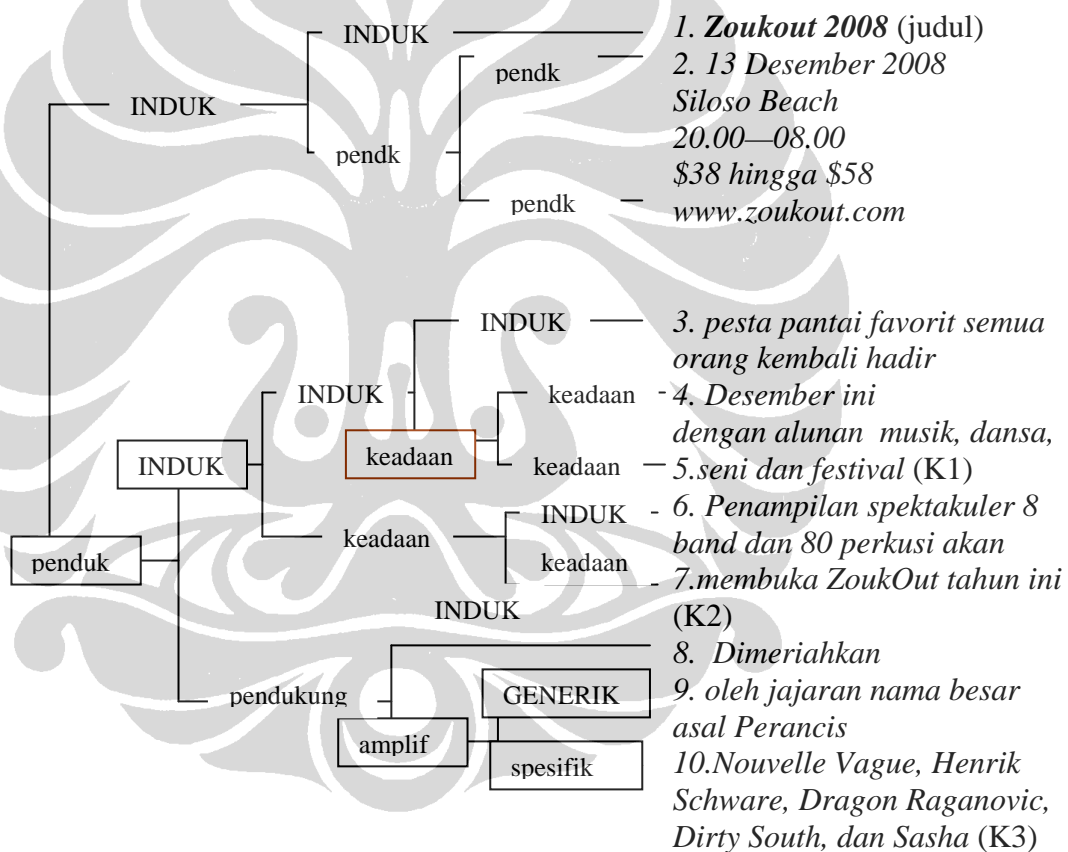 INDUK
1. Zoukout 2008 (judul)
pendk
2. 13 Desember 2008
INDUK
Siloso Beach
20.00—08.00
pendk
$38 hingga $58
pendk
www.zoukout.com
INDUK
3. pesta pantai favorit semua
orang kembali hadir
INDUK
keadaan
4. Desember ini
dengan alunan musik, dansa,
INDUK
keadaan
keadaan
5.seni dan festival (K1)
INDUK
6. Penampilan spektakuler 8
keadaan
band dan 80 perkusi akan
penduk
keadaan
7.membuka ZoukOut tahun ini
INDUK
(K2)
8. Dimeriahkan
pendukung
GENERIK
9. oleh jajaran nama besar
asal Perancis
amplif
spesifik
10.Nouvelle Vague, Henrik
Schware, Dragon Raganovic,
Dirty South, dan Sasha (K3)